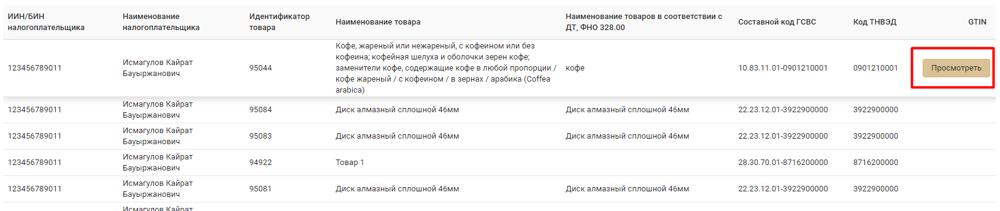 ИИН/БИН налогоплательщика
Наименование налогоплательщика
Идентификатор товара
Наименование товара
Наименование товаров в соответствии с ДТ, ФНО 328.00
Составной код ГСВС
Код ТНВЭД
GTIN
123456789011
Исмагулов Кайрат
Бауыржанович
95044
Кофе, жареный или нежареный, с кофеином или без
кофеина; кофейная шелуха и оболочки зерен кофе;
заменители кофе, содержащие кофе в любой пропорции /
кофе жареный / с кофеином / в зернах / арабика (Coffea
arabica)
кофе
10.83.11.01-0901210001
0901210001
Просмотреть
123456789011
Исмагулов Кайрат
Бауыржанович
95084
Диск алмазный сплошной 46мм
Диск алмазный сплошной 46мм
22.23.12.01-3922900000
3922900000
123456789011
Исмагулов Кайрат
Бауыржанович
95083
Диск алмазный сплошной 46мм
Диск алмазный сплошной 46мм
22.23.12.01-3922900000
3922900000
123456789011
Исмагулов Кайрат
Бауыржанович
94922
Товар 1
28.30.70.01-8716200000
8716200000
123456789011
Исмагулов Кайрат
Бауыржанович
95081
Диск алмазный сплошной 46мм
Диск алмазный сплошной 46мм
22.23.12.01-3922900000
3922900000
Исмагулов Кайрат